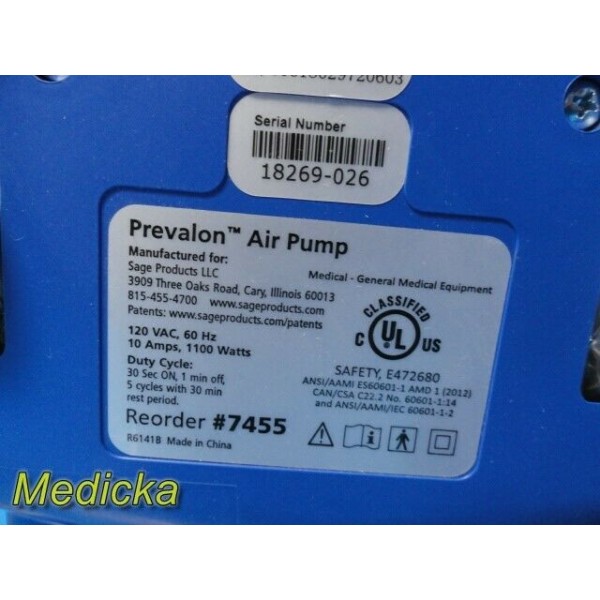 Serial Number
18269-026
Prevalon™ Air Pump
Manufactured for:
Sage Products LLC
3909 Three Oaks Road, Cary, Illinois 60013
815-455-4700 www.sageproducts.com
Patents: www.sageproducts.com/patents
Medical - General Medical Equipment
CLASSIFIED
C UL US
120 VAC, 60 Hz
10 Amps, 1100 Watts
Duty Cycle:
30 Sec ON, 1 min off,
5 cycles with 30 min
rest period.
SAFETY, E472680
ANSI/AAMI ES60601-1 AMD 1 (2012)
CAN/CSA C22.2 No. 60601-1:14
and ANSI/AAMI/IEC 60601-1-2
Reorder #7455
R6141B Made in China
Medicka